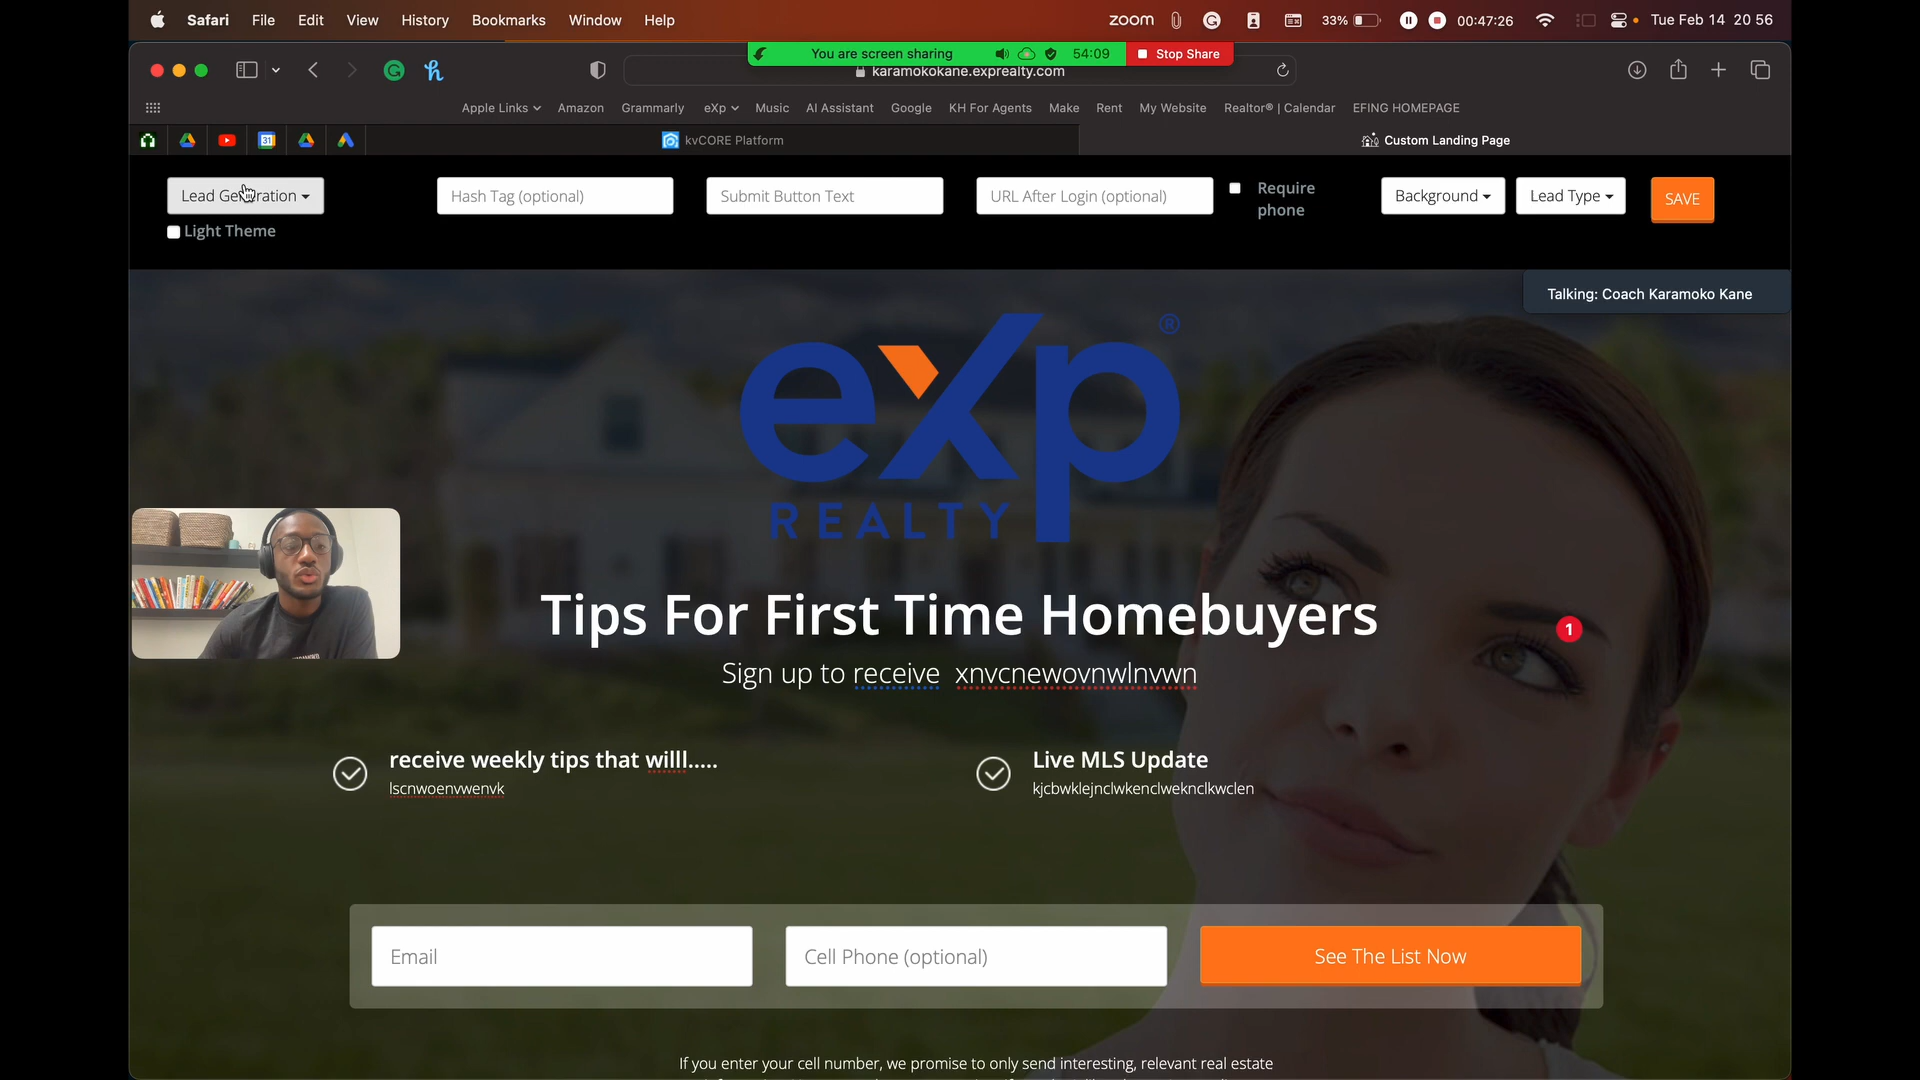 Safari File Edit View History Bookmarks Window Help zoom 33% 00:47:26 Tue Feb 14 20 56
You are screen sharing 54:09 Stop Share
karamokokane.exprealty.com
Apple Links Amazon Grammarly eXp Music AI Assistant Google KH For Agents Make Rent My Website Realtor® | Calendar EFING HOMEPAGE
31 kvCORE Platform Custom Landing Page
Lead Generation Hash Tag (optional) Submit Button Text URL After Login (optional) Require phone Background Lead Type SAVE
Light Theme
Talking: Coach Karamoko Kane
eXp®
REALTY
Tips For First Time Homebuyers
1
Sign up to receive xnvcnewovnwlnvwn
receive weekly tips that willl..... Live MLS Update
lscnwoenvwenvk kjcbwklejnclwkenclweknclkwclen
Email Cell Phone (optional) See The List Now
If you enter your cell number, we promise to only send interesting, relevant real estate